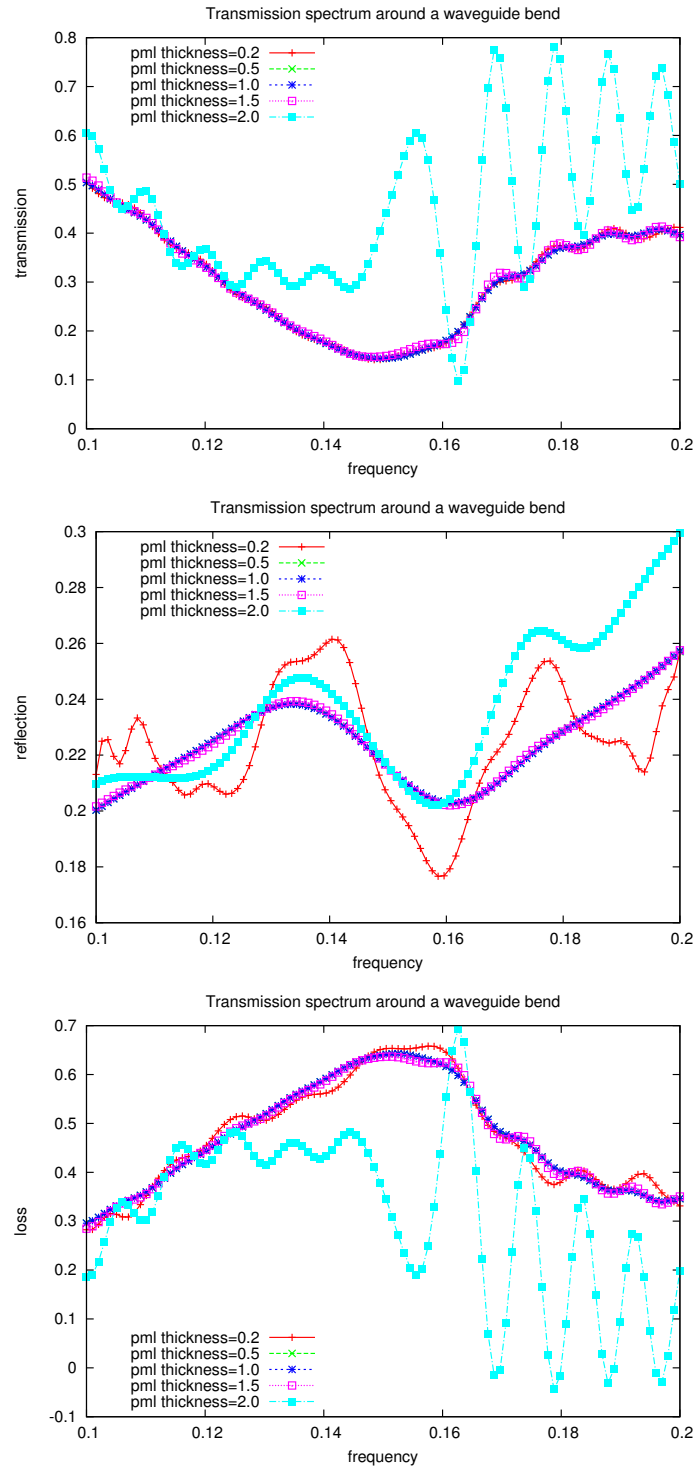 Transmission spectrum around a waveguide bend
0.8
0.7
0.6
0.5
0.4
0.3
0.2
0.1
0
transmission
pml thickness=0.2
pml thickness=0.5
pml thickness=1.0
pml thickness=1.5
pml thickness=2.0
0.1 0.12 0.14 0.16 0.18 0.2
frequency
Transmission spectrum around a waveguide bend
0.3
0.28
0.26
0.24
0.22
0.2
0.18
0.16
reflection
pml thickness=0.2
pml thickness=0.5
pml thickness=1.0
pml thickness=1.5
pml thickness=2.0
0.1 0.12 0.14 0.16 0.18 0.2
frequency
Transmission spectrum around a waveguide bend
0.7
0.6
0.5
0.4
0.3
0.2
0.1
0
-0.1
loss
pml thickness=0.2
pml thickness=0.5
pml thickness=1.0
pml thickness=1.5
pml thickness=2.0
0.1 0.12 0.14 0.16 0.18 0.2
frequency